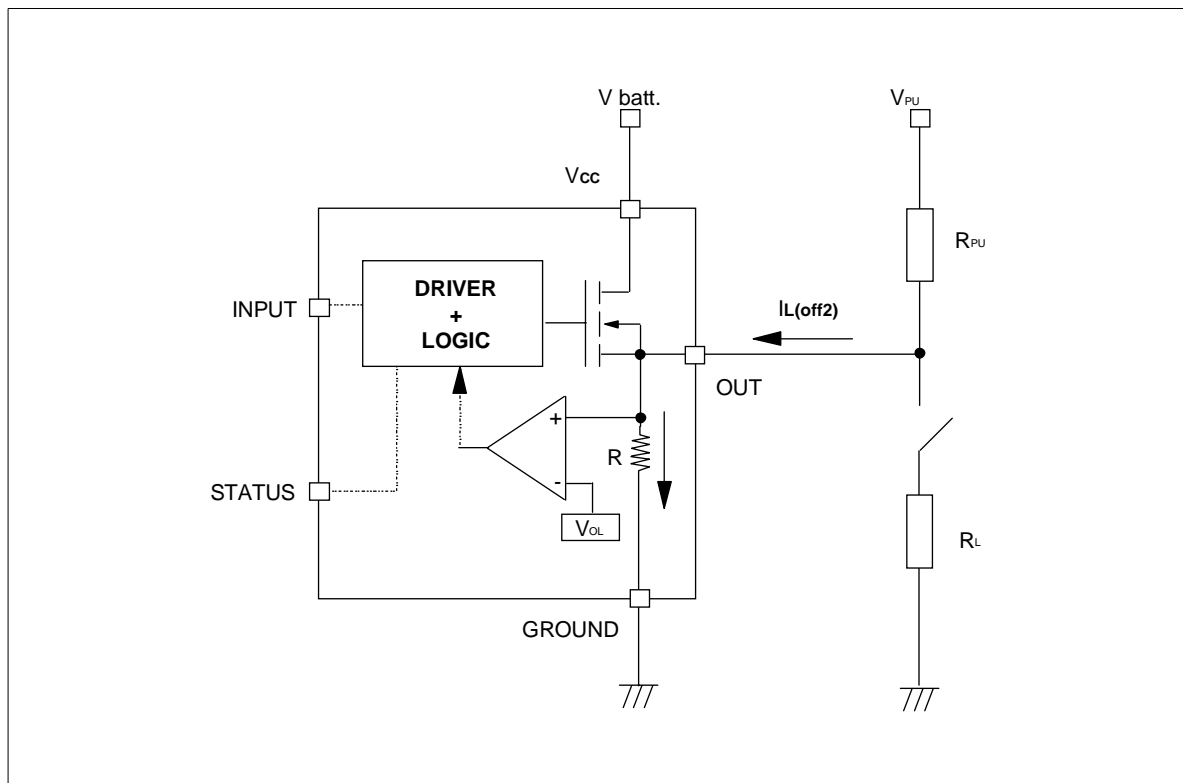 V batt.
VPU
Vcc
RPU
DRIVER
+
LOGIC
INPUT
IL(off2)
OUT
+
R
-
STATUS
VOL
RL
GROUND